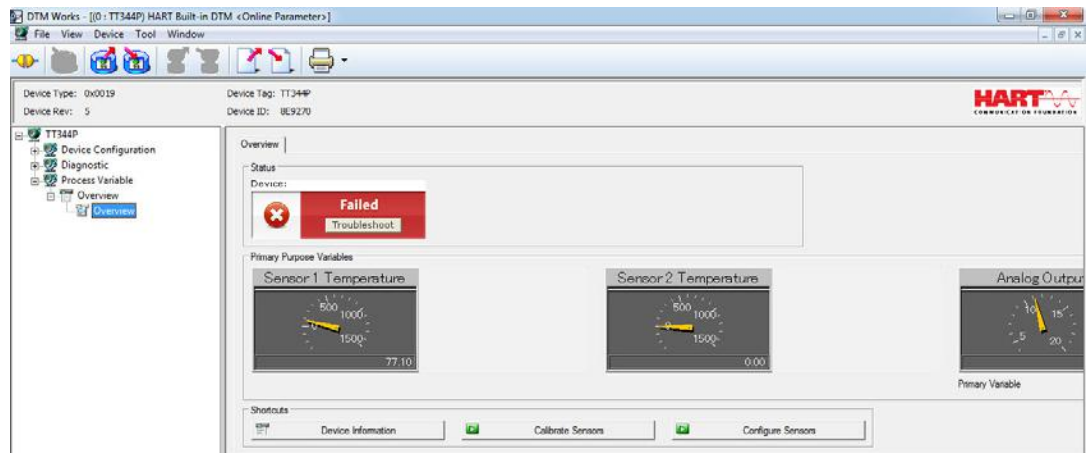 DTM Works - [(0 : TT344P) HART Built-in DTM <Online Parameter>]
File View Device Tool Window
Device Type: 0x0019
Device Tag: TT344P
Device Rev: 5
Device ID: 8E9270
HART
COMMUNICATION FOUNDATION
TT344P
Device Configuration
Diagnostic
Process Variable
Overview
Overview
Overview
Status
Device:
Failed
Troubleshoot
Primary Purpose Variables
Sensor 1 Temperature
500
1000
0
1500
77.10
Sensor 2 Temperature
500
1000
0
1500
0.00
Analog Outpu
10
15
5
20
Primary Variable
Shortcuts
Device Information
Calibrate Sensors
Configure Sensors